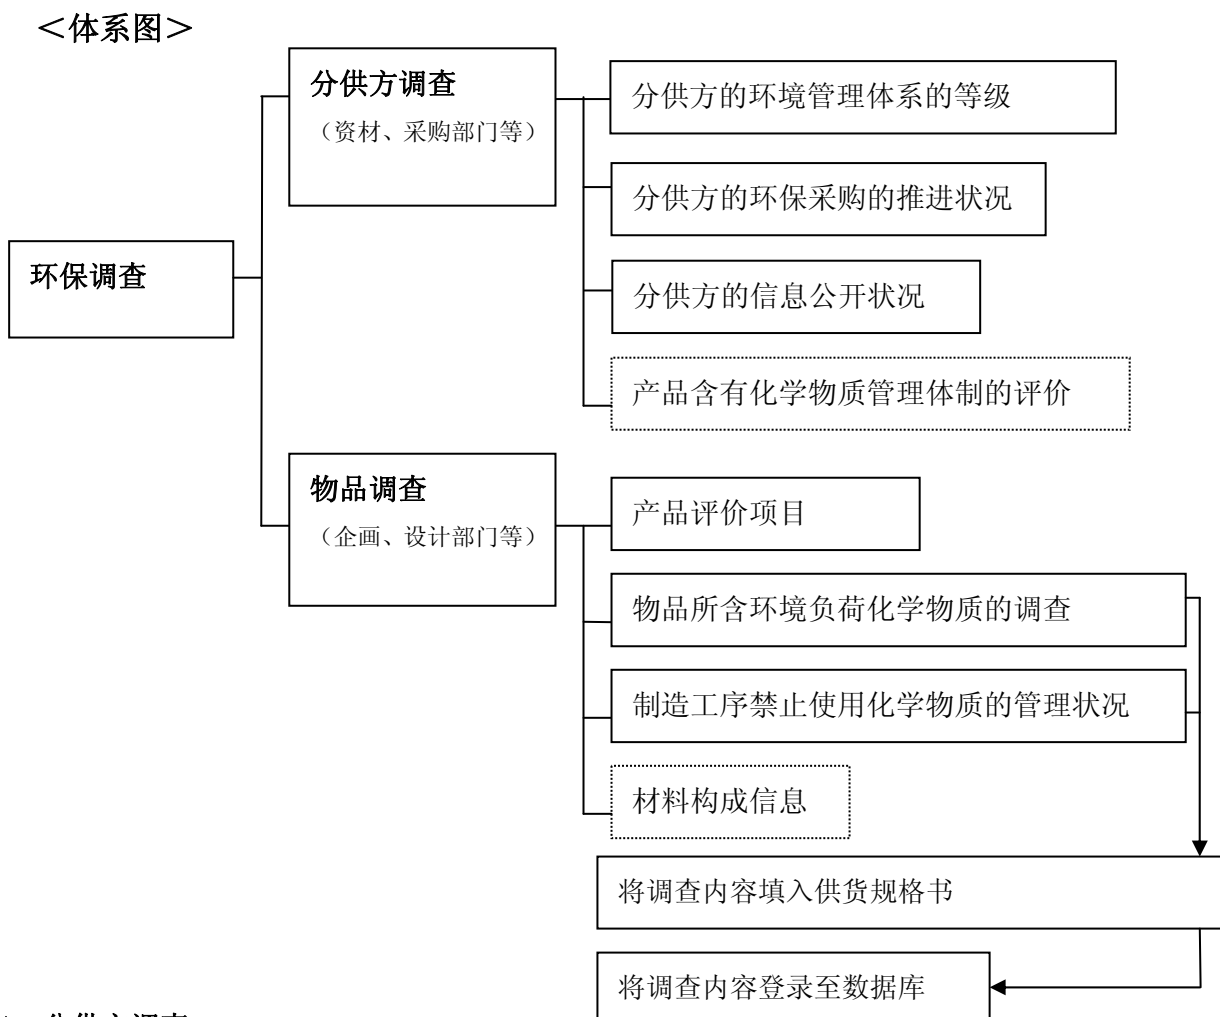 ＜体系图＞
分供方调查
（资材、采购部门等）
分供方的环境管理体系的等级
分供方的环保采购的推进状况
分供方的信息公开状况
产品含有化学物质管理体制的评价
环保调查
物品调查
（企画、设计部门等）
产品评价项目
物品所含环境负荷化学物质的调查
制造工序禁止使用化学物质的管理状况
材料构成信息
将调查内容填入供货规格书
将调查内容登录至数据库
分供方调查